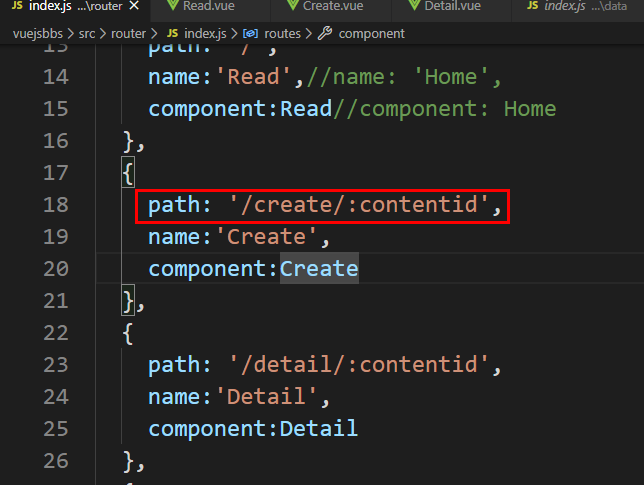 JS index.js ...\router Read.vue Create.vue Detail.vue JS index.js ...\data
vuejsbbs > src > router > JS index.js > routes > component
13 path: '/',
14 name:'Read',//name: 'Home',
15 component:Read//component: Home
16 },
17 {
18 path: '/create/:contentid',
19 name:'Create',
20 component:Create
21 },
22 {
23 path: '/detail/:contentid',
24 name:'Detail',
25 component:Detail
26 },